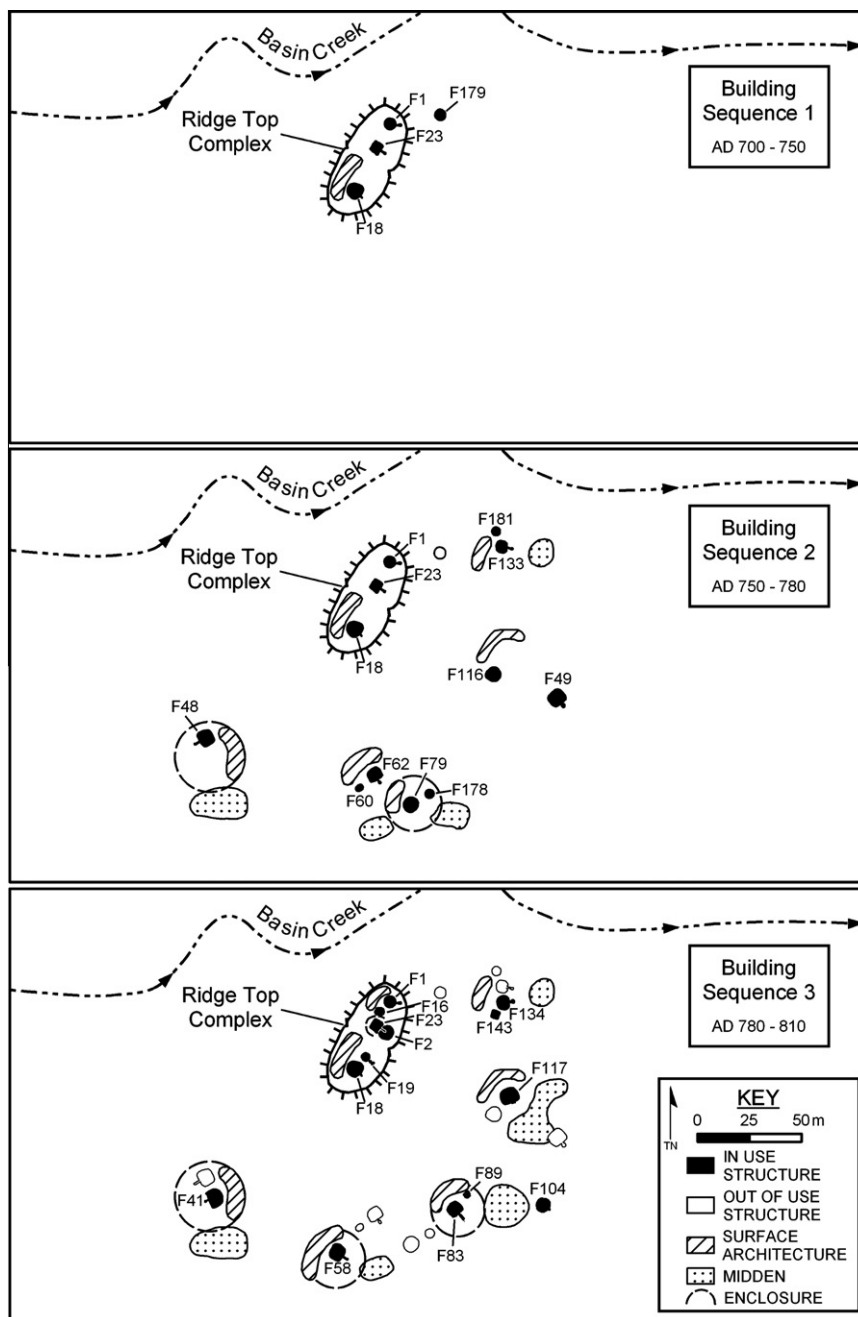 Basin Creek
Ridge Top
Complex
F1
F179
F23
F18
Building
Sequence 1
AD 700 - 750
Basin Creek
Ridge Top
Complex
F1
F23
F18
F181
F133
F116
F49
F48
F62
F60
F79
F178
Building
Sequence 2
AD 750 - 780
Basin Creek
Ridge Top
Complex
F1
F16
F23
F2
F19
F18
F134
F143
F117
F41
F58
F89
F83
F104
Building
Sequence 3
AD 780 - 810
KEY
0 25 50 m
TN
IN USE
STRUCTURE
OUT OF USE
STRUCTURE
SURFACE
ARCHITECTURE
MIDDEN
ENCLOSURE